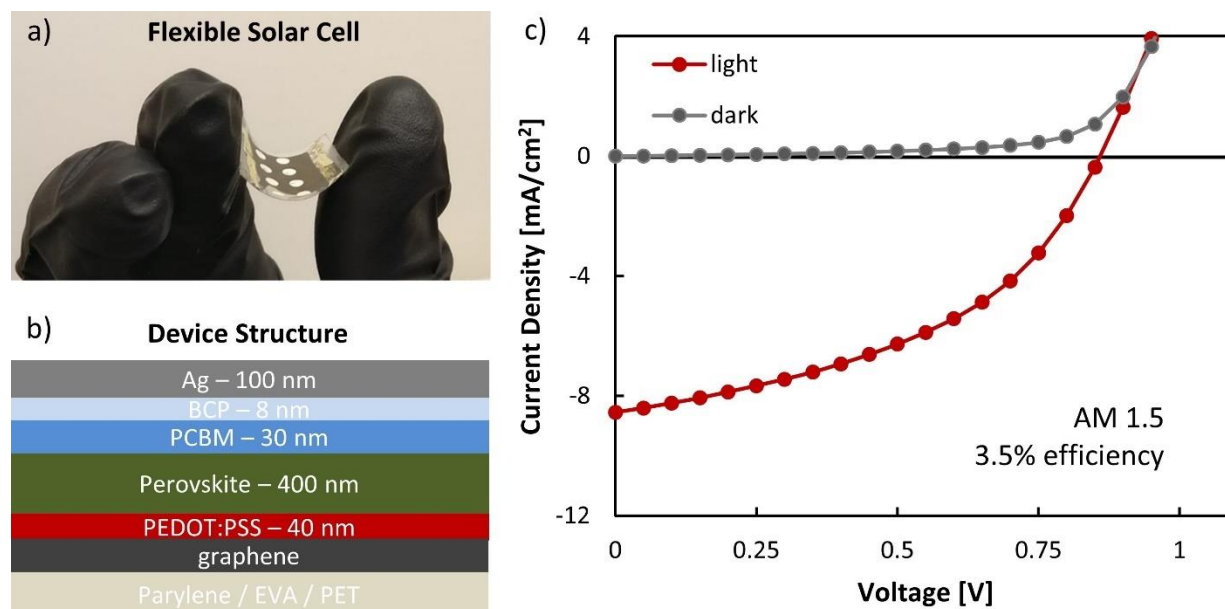 a)
Flexible Solar Cell
b)
Device Structure
Ag – 100 nm
BCP – 8 nm
PCBM – 30 nm
Perovskite – 400 nm
PEDOT:PSS – 40 nm
graphene
Parylene / EVA / PET
c)
light
dark
Current Density [mA/cm²]
4
0
-4
-8
-12
AM 1.5
3.5% efficiency
0
0.25
0.5
0.75
1
Voltage [V]